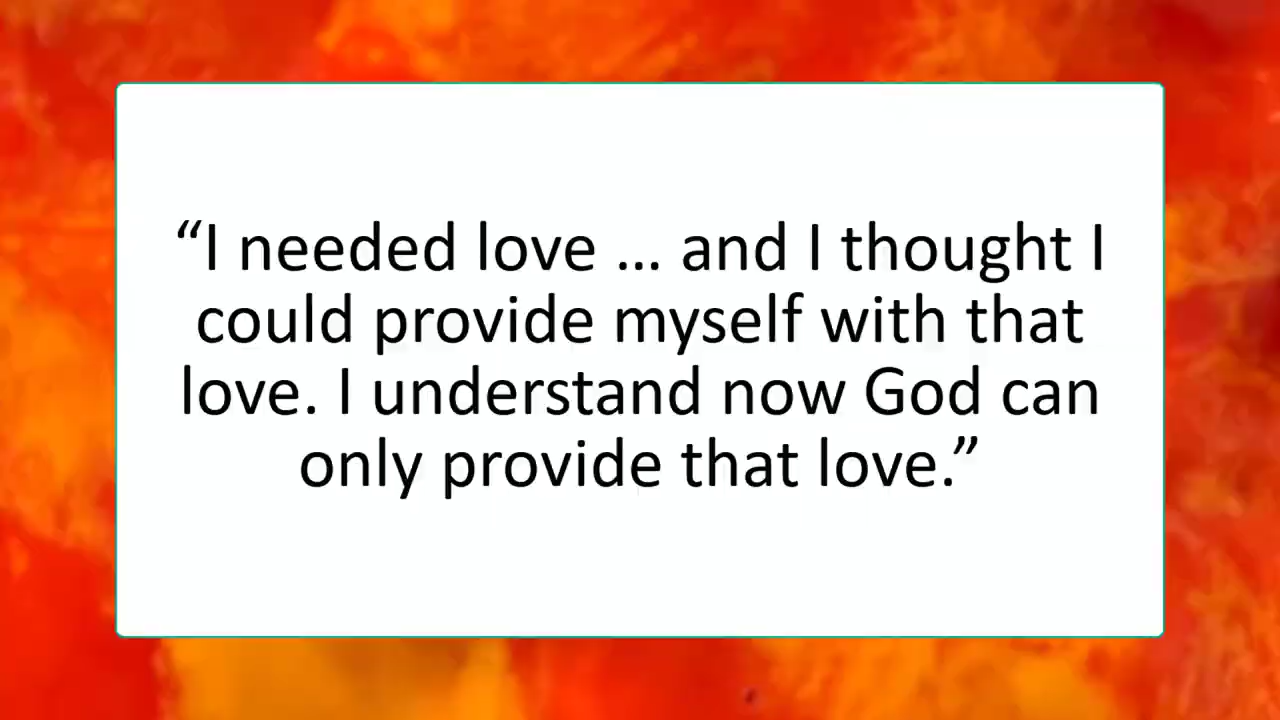 “I needed love ... and I thought I
could provide myself with that
love. I understand now God can
only provide that love.”